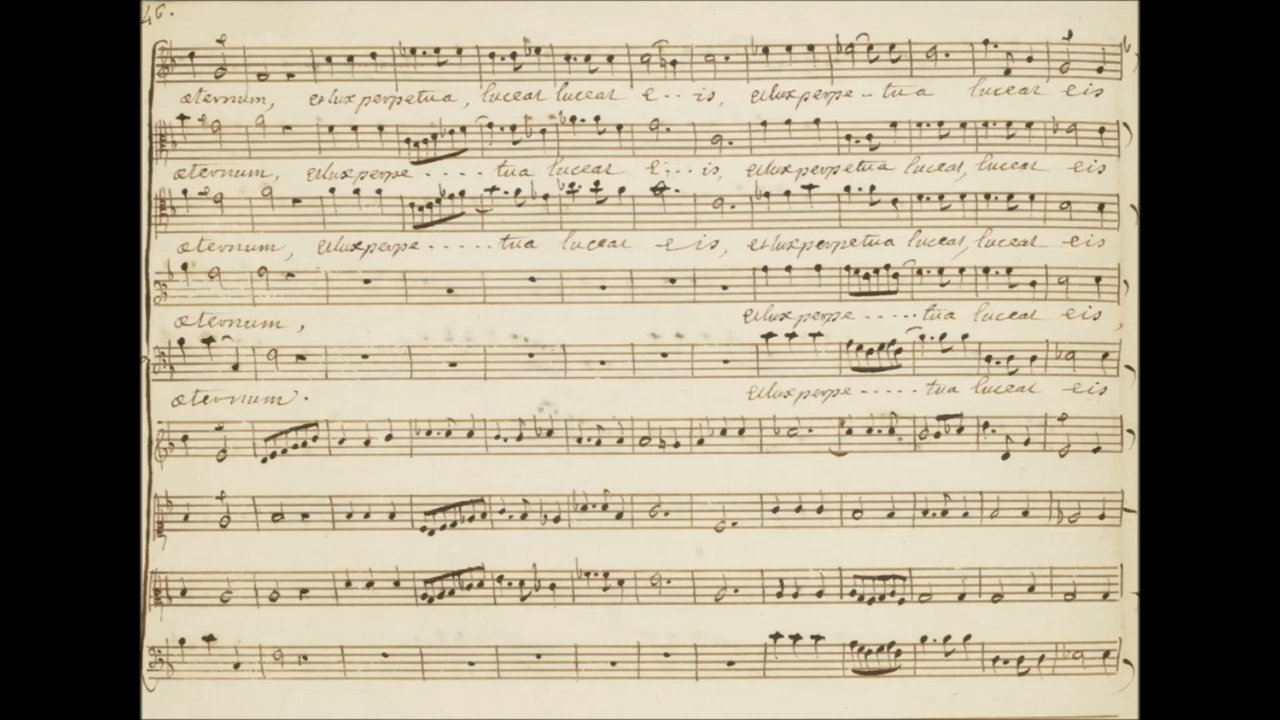 46.
æternum, et lux perpetua, luceat luceat e - - is, et lux perpe - - tua luceat eis
æternum, et lux perpe - - - - - tua luceat e - - - is, et lux perpetua luceat, luceat eis
æternum, et lux perpe - - - - - tua luceat e is, et lux perpetua luceat, luceat eis
æternum, et lux perpe - - - - - tua luceat eis,
æternum. et lux perpe - - - - - tua luceat eis